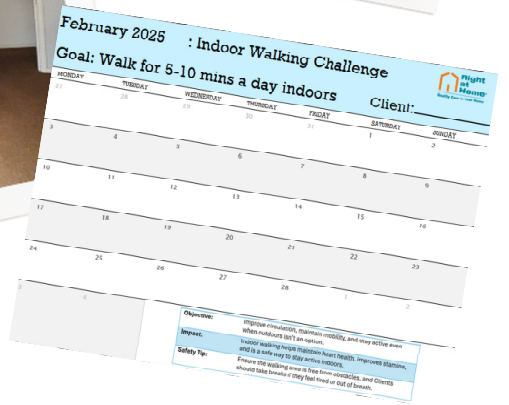 February 2025 : Indoor Walking Challenge
Goal: Walk for 5-10 mins a day indoors
Right at Home
Client:
MONDAY TUESDAY WEDNESDAY THURSDAY FRIDAY SATURDAY SUNDAY
27 28 29 30 31 1 2
3 4 5 6 7 8 9
10 11 12 13 14 15 16
17 18 19 20 21 22 23
24 25 26 27 28 1 2
3 4
Objective: Improve circulation, maintain mobility, and stay active even
when outdoors isn't an option.
Impact. Indoor walking helps maintain heart health, improves stamina,
and is a safe way to stay active indoors.
Safety Tip: Ensure the walking area is free from obstacles, and Clients
should take breaks if they feel tired or out of breath.